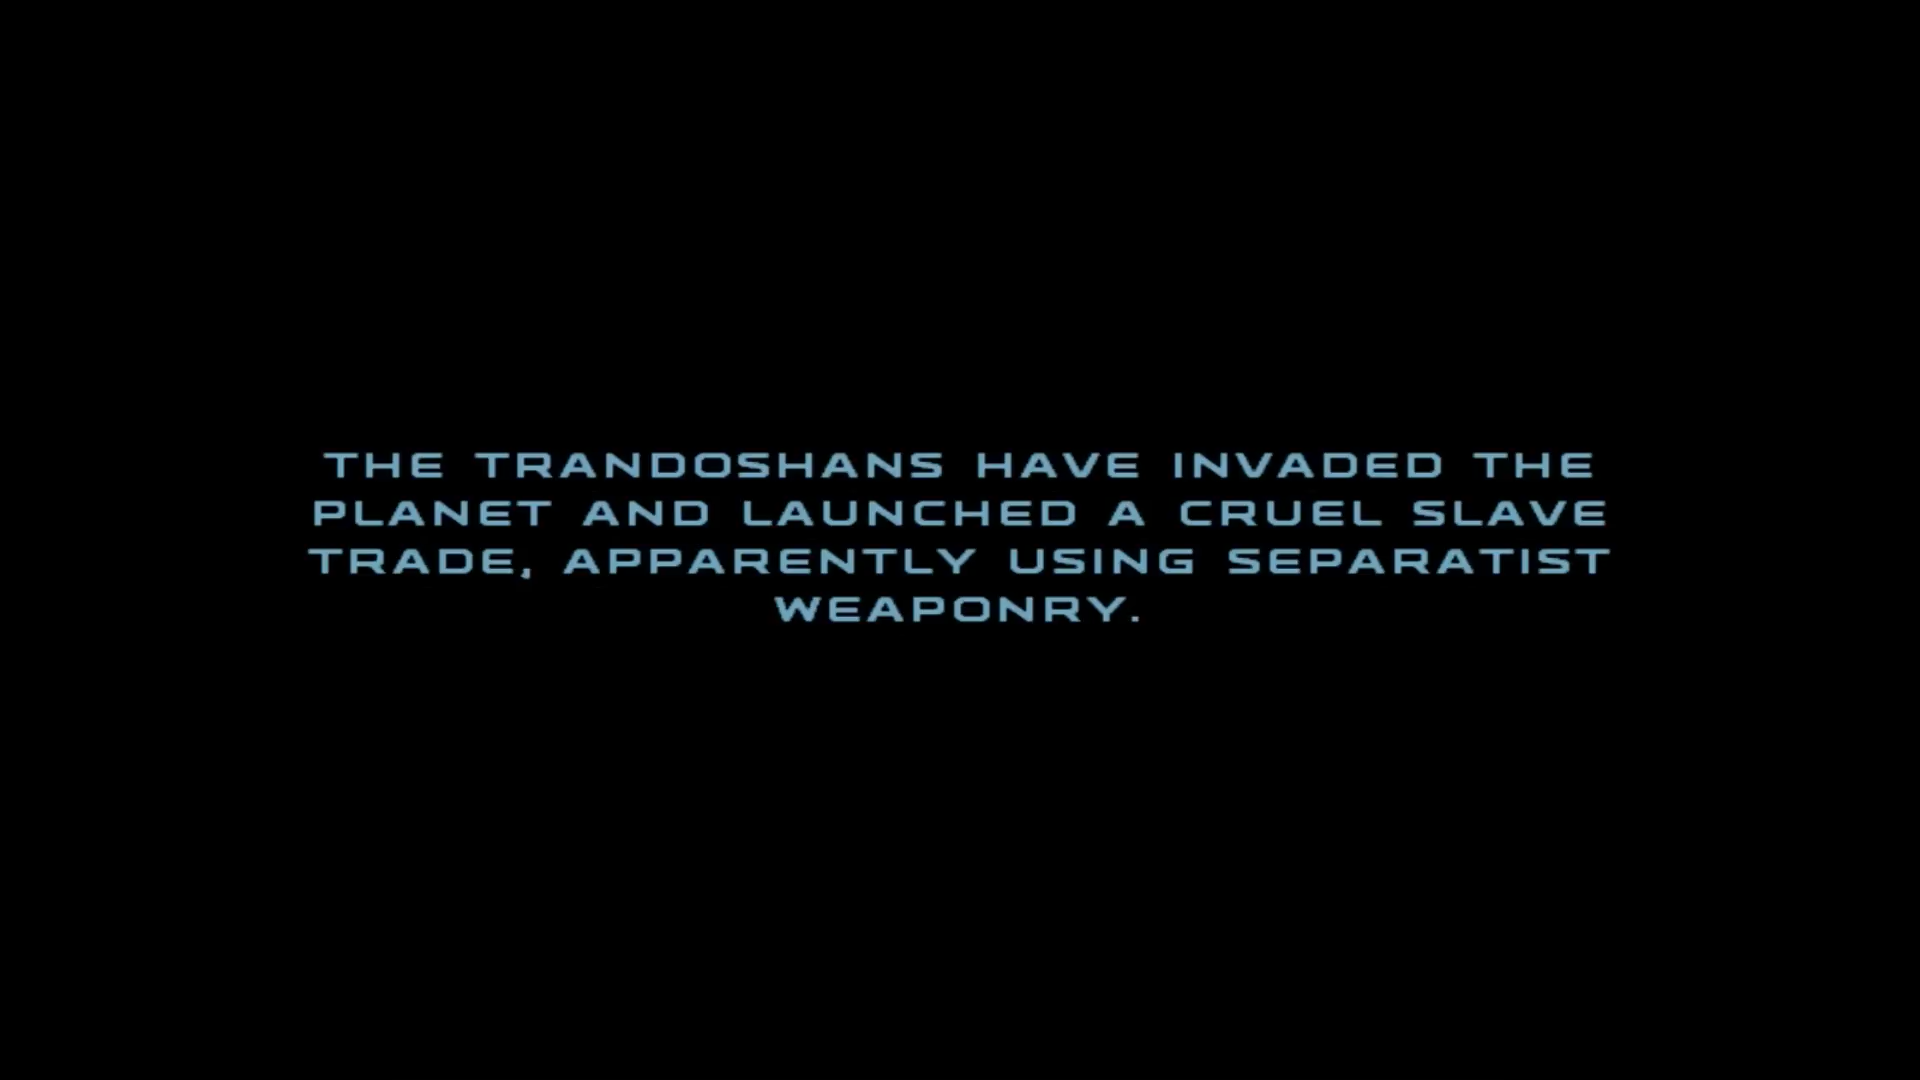 THE TRANDOSHANS HAVE INVADED THE
PLANET AND LAUNCHED A CRUEL SLAVE
TRADE, APPARENTLY USING SEPARATIST
WEAPONRY.